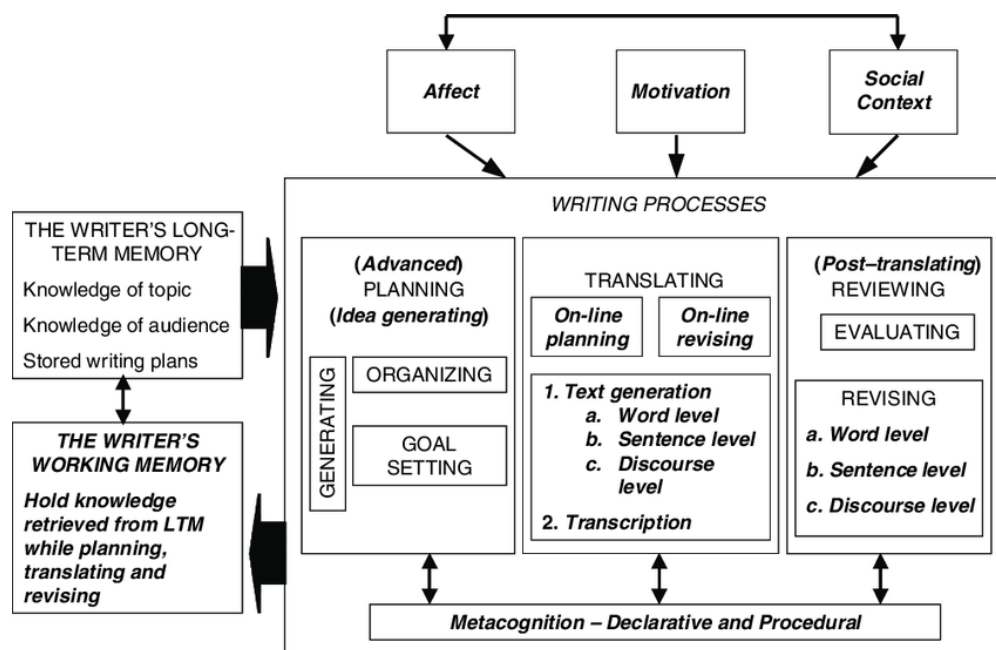 Affect
Motivation
Social
Context
WRITING PROCESSES
THE WRITER'S LONG-
TERM MEMORY
Knowledge of topic
Knowledge of audience
Stored writing plans
THE WRITER'S
WORKING MEMORY
Hold knowledge
retrieved from LTM
while planning,
translating and
revising
(Advanced)
PLANNING
(Idea generating)
GENERATING
ORGANIZING
GOAL
SETTING
TRANSLATING
On-line
planning
On-line
revising
1. Text generation
a. Word level
b. Sentence level
c. Discourse
level
2. Transcription
(Post–translating)
REVIEWING
EVALUATING
REVISING
a. Word level
b. Sentence level
c. Discourse level
Metacognition – Declarative and Procedural